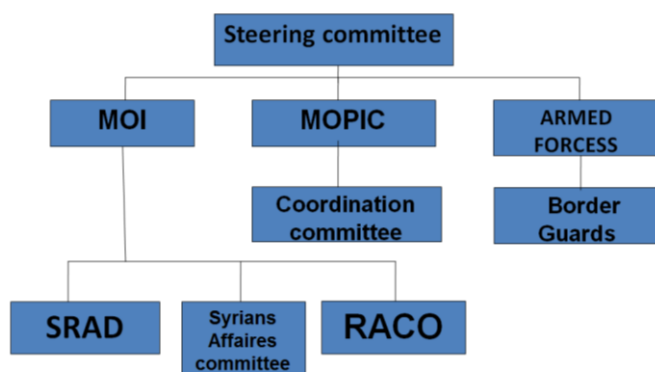 Steering committee
MOI
MOPIC
ARMED
FORCESS
Coordination
committee
Border
Guards
SRAD
Syrians
Affaires
committee
RACO